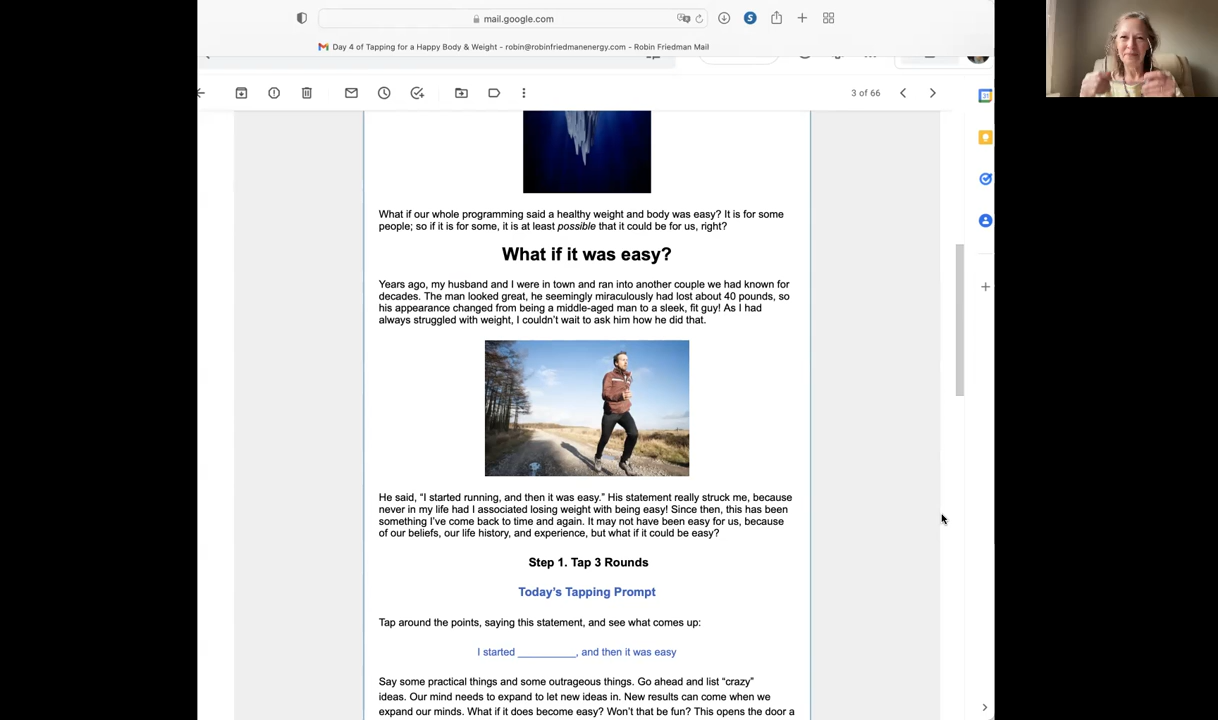 mail.google.com
Day 4 of Tapping for a Happy Body & Weight - robin@robinfriedmanenergy.com - Robin Friedman Mail
3 of 66
What if our whole programming said a healthy weight and body was easy? It is for some
people; so if it is for some, it is at least possible that it could be for us, right?
What if it was easy?
Years ago, my husband and I were in town and ran into another couple we had known for
decades. The man looked great, he seemingly miraculously had lost about 40 pounds, so
his appearance changed from being a middle-aged man to a sleek, fit guy! As I had
always struggled with weight, I couldn’t wait to ask him how he did that.
He said, “I started running, and then it was easy.” His statement really struck me, because
never in my life had I associated losing weight with being easy! Since then, this has been
something I’ve come back to time and again. It may not have been easy for us, because
of our beliefs, our life history, and experience, but what if it could be easy?
Step 1. Tap 3 Rounds
Today’s Tapping Prompt
Tap around the points, saying this statement, and see what comes up:
I started __________, and then it was easy
Say some practical things and some outrageous things. Go ahead and list “crazy”
ideas. Our mind needs to expand to let new ideas in. New results can come when we
expand our minds. What if it does become easy? Won’t that be fun? This opens the door a